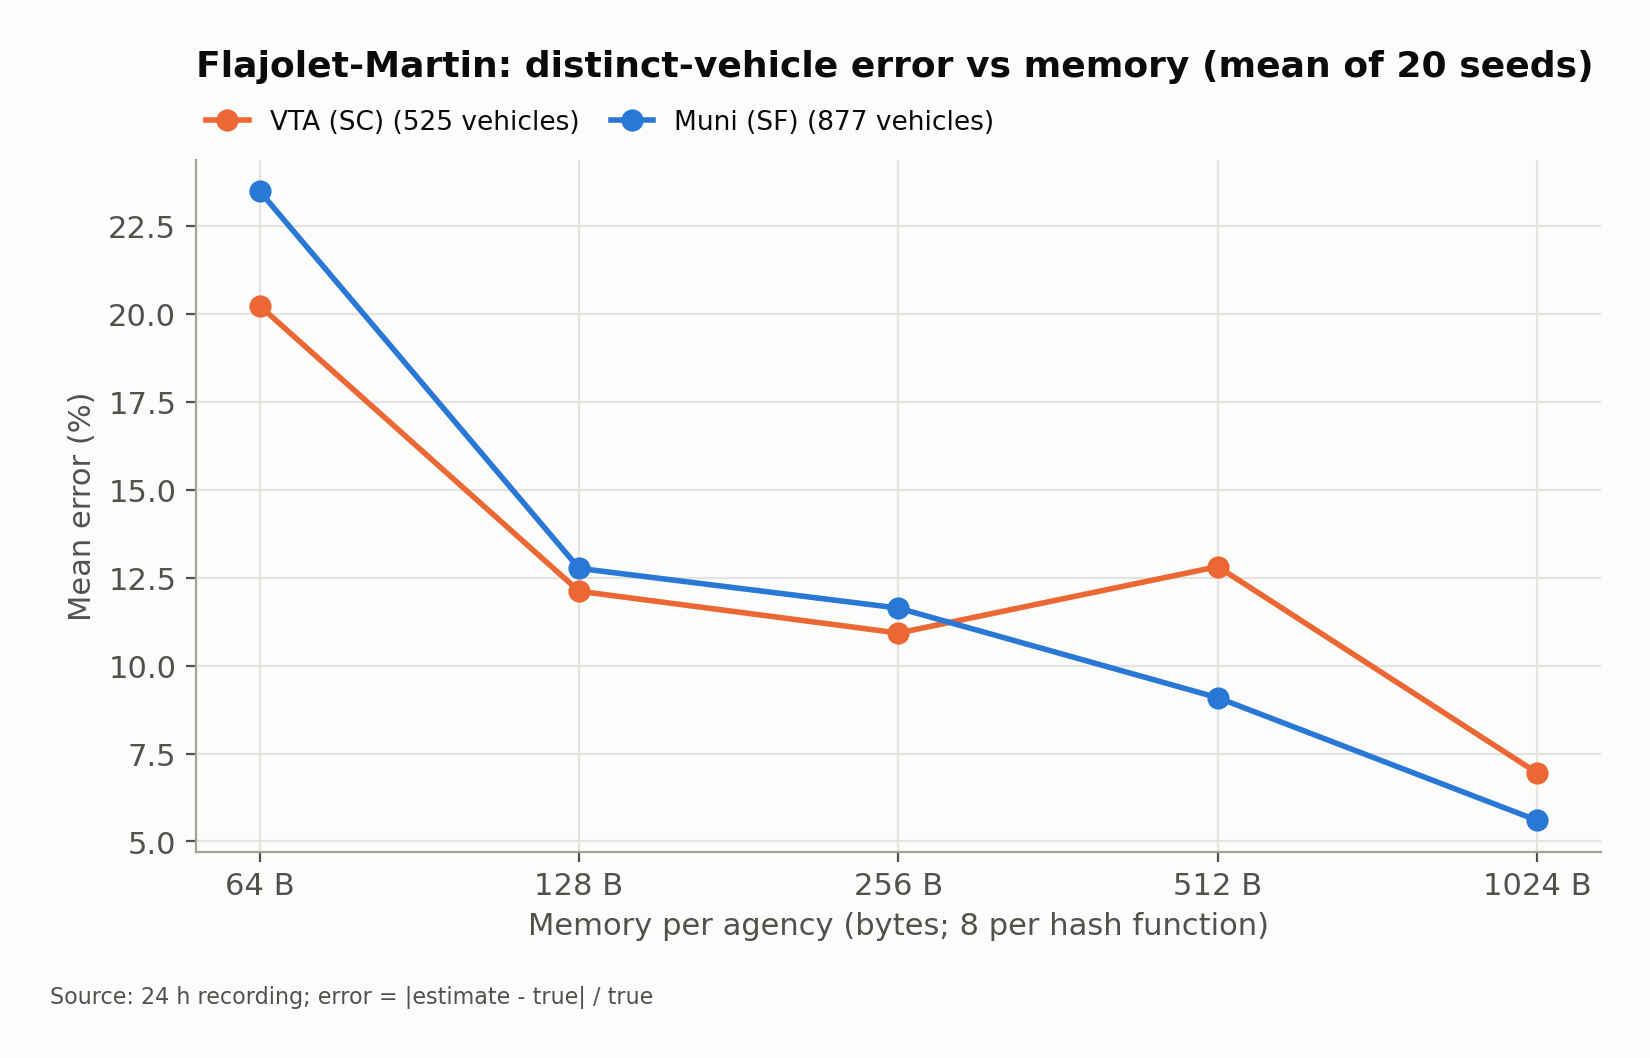 Flajolet-Martin: distinct-vehicle error vs memory (mean of 20 seeds)
VTA (SC) (525 vehicles)
Muni (SF) (877 vehicles)
Mean error (%)
22.5
20.0
17.5
15.0
12.5
10.0
7.5
5.0
64 B
128 B
256 B
512 B
1024 B
Memory per agency (bytes; 8 per hash function)
Source: 24 h recording; error = |estimate - true| / true